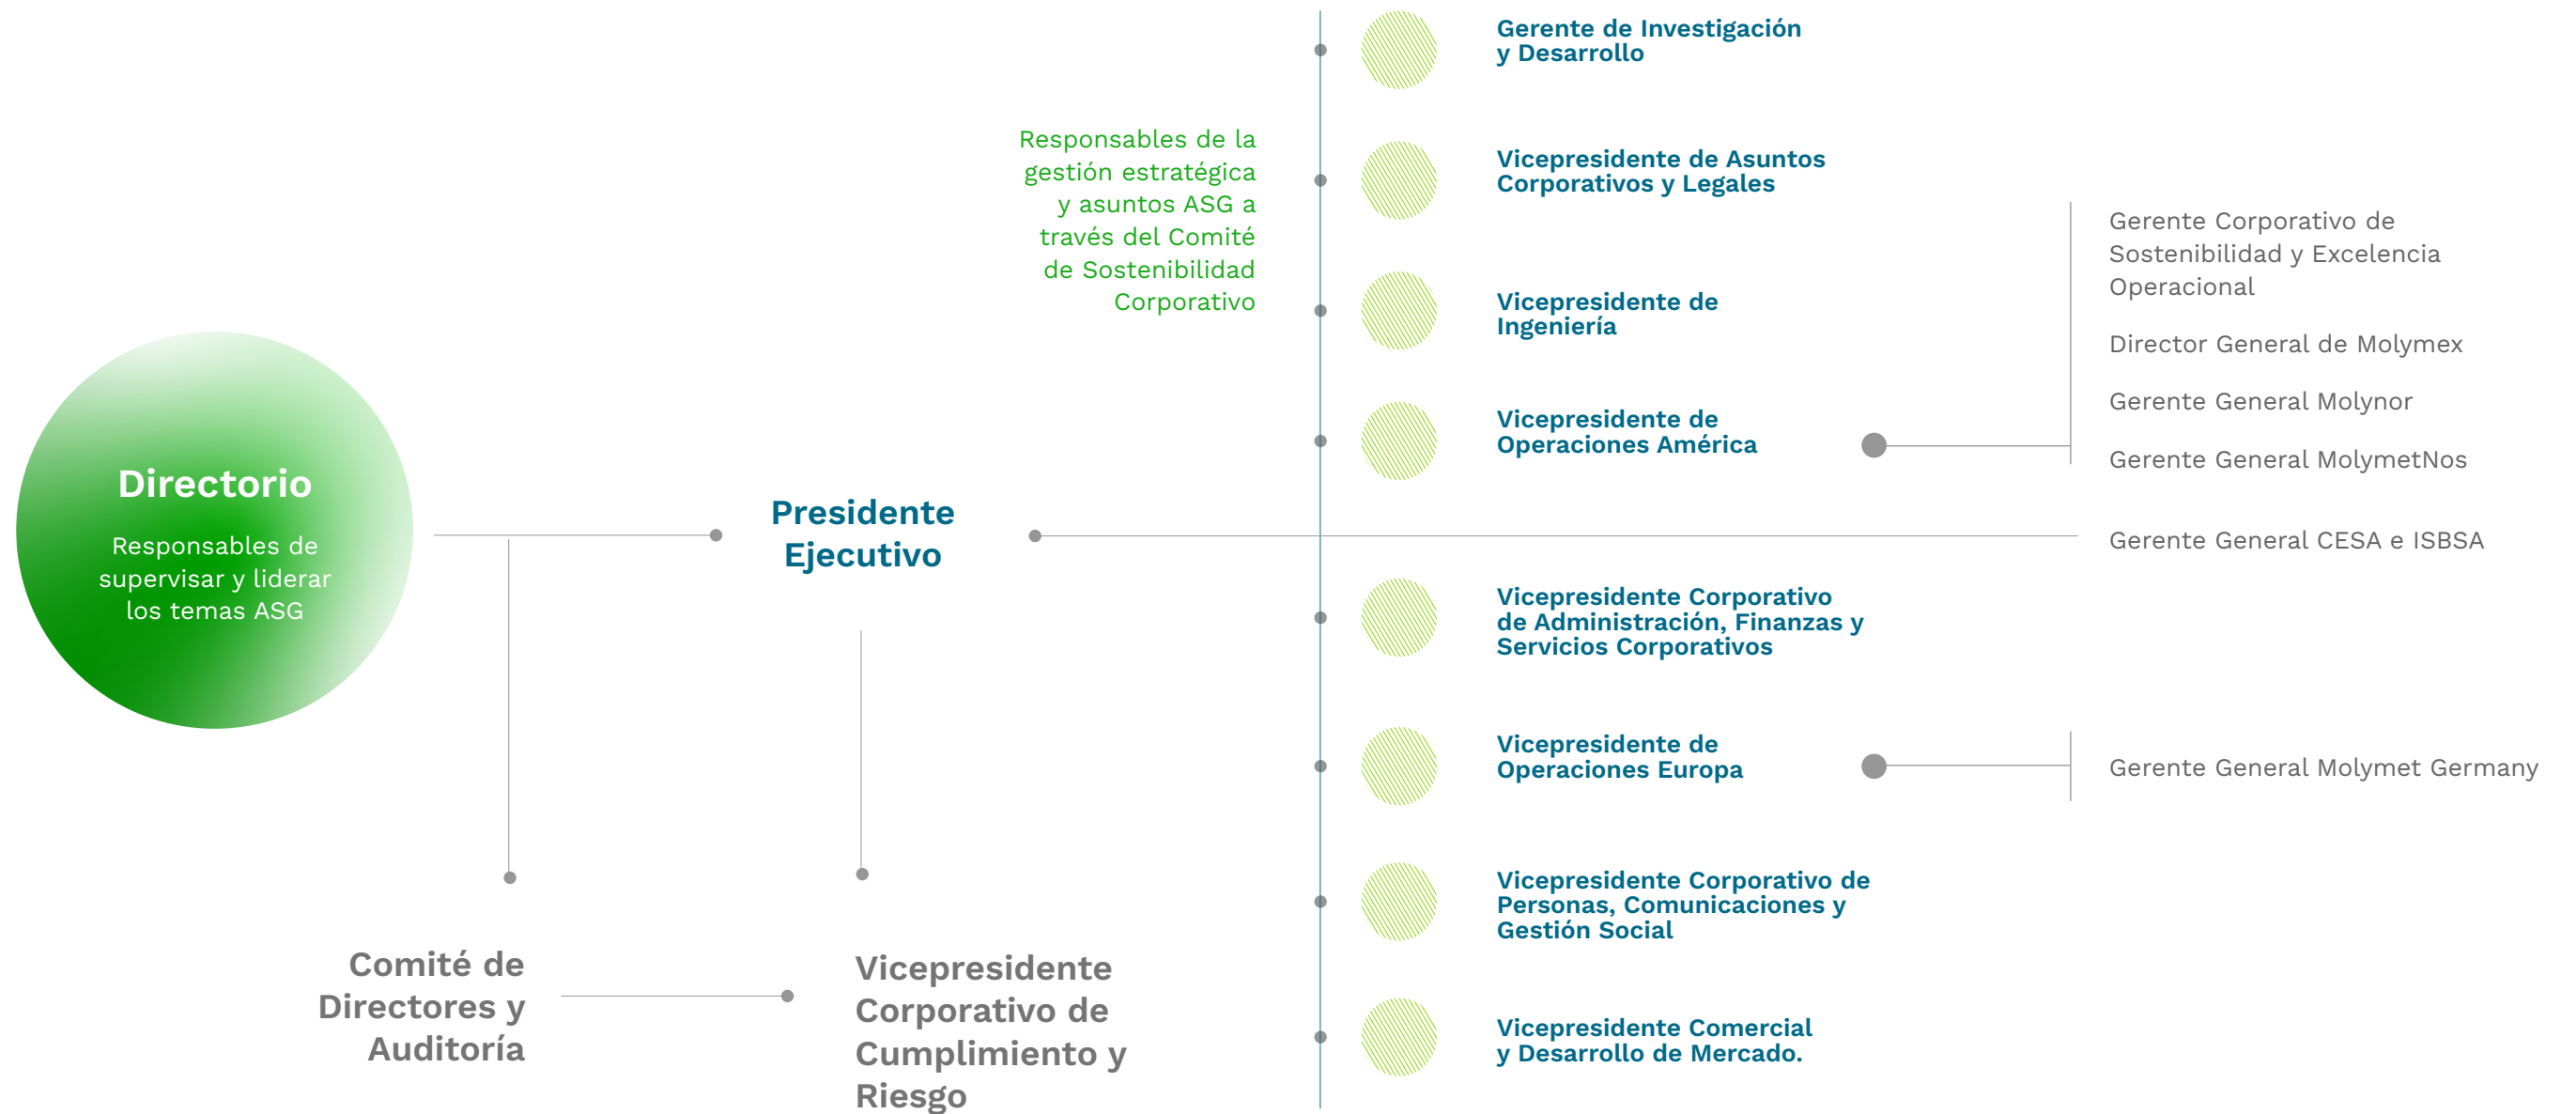 Directorio
Responsables de
supervisar y liderar
los temas ASG
Presidente
Ejecutivo
Comité de
Directores y
Auditoría
Vicepresidente
Corporativo de
Cumplimiento y
Riesgo
Responsables de la
gestión estratégica
y asuntos ASG a
través del Comité
de Sostenibilidad
Corporativo
Gerente de Investigación
y Desarrollo
Vicepresidente de Asuntos
Corporativos y Legales
Vicepresidente de
Ingeniería
Vicepresidente de
Operaciones América
Gerente Corporativo de
Sostenibilidad y Excelencia
Operacional
Director General de Molymex
Gerente General Molynor
Gerente General MolymetNos
Gerente General CESA e ISBSA
Vicepresidente Corporativo
de Administración, Finanzas y
Servicios Corporativos
Vicepresidente de
Operaciones Europa
Gerente General Molymet Germany
Vicepresidente Corporativo de
Personas, Comunicaciones y
Gestión Social
Vicepresidente Comercial
y Desarrollo de Mercado.